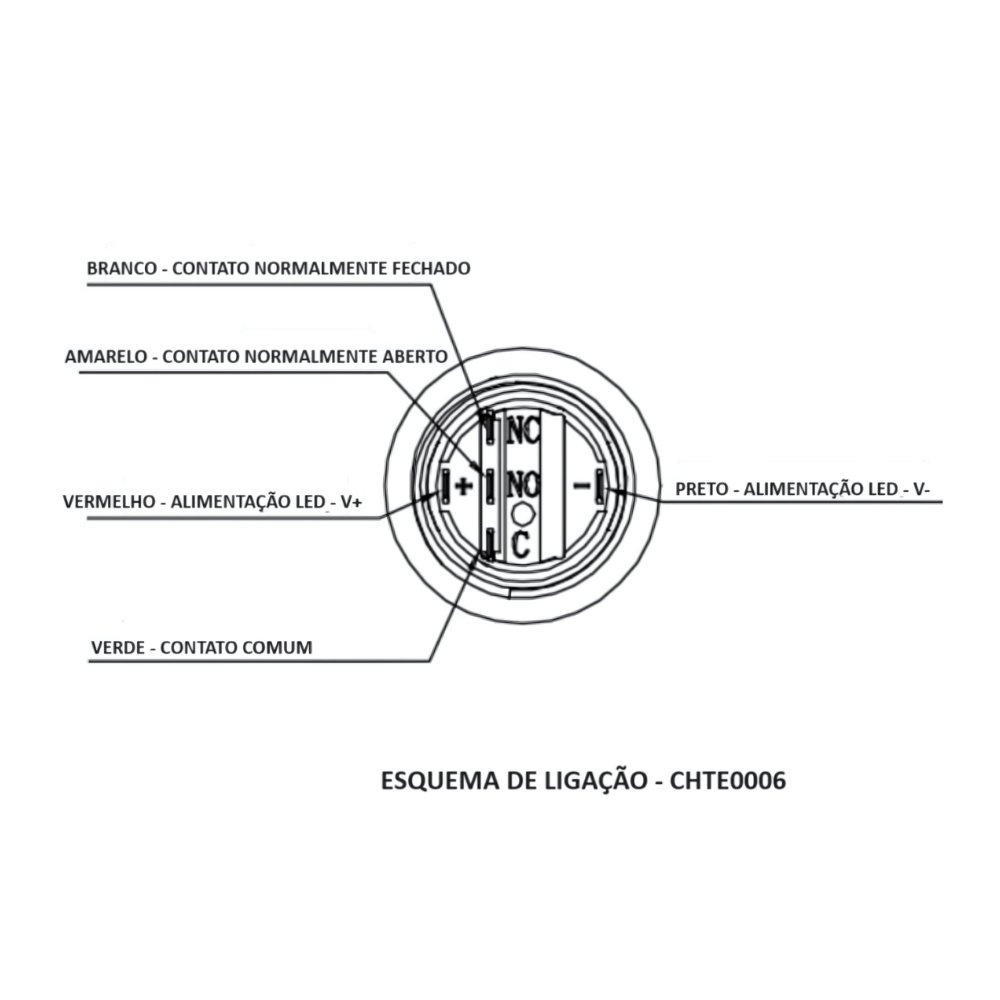 BRANCO - CONTATO NORMALMENTE FECHADO
AMARELO - CONTATO NORMALMENTE ABERTO
NC
+ NO -
VERMELHO - ALIMENTAÇÃO LED - V+
PRETO - ALIMENTAÇÃO LED - V-
C
VERDE - CONTATO COMUM
ESQUEMA DE LIGAÇÃO - CHTE0006